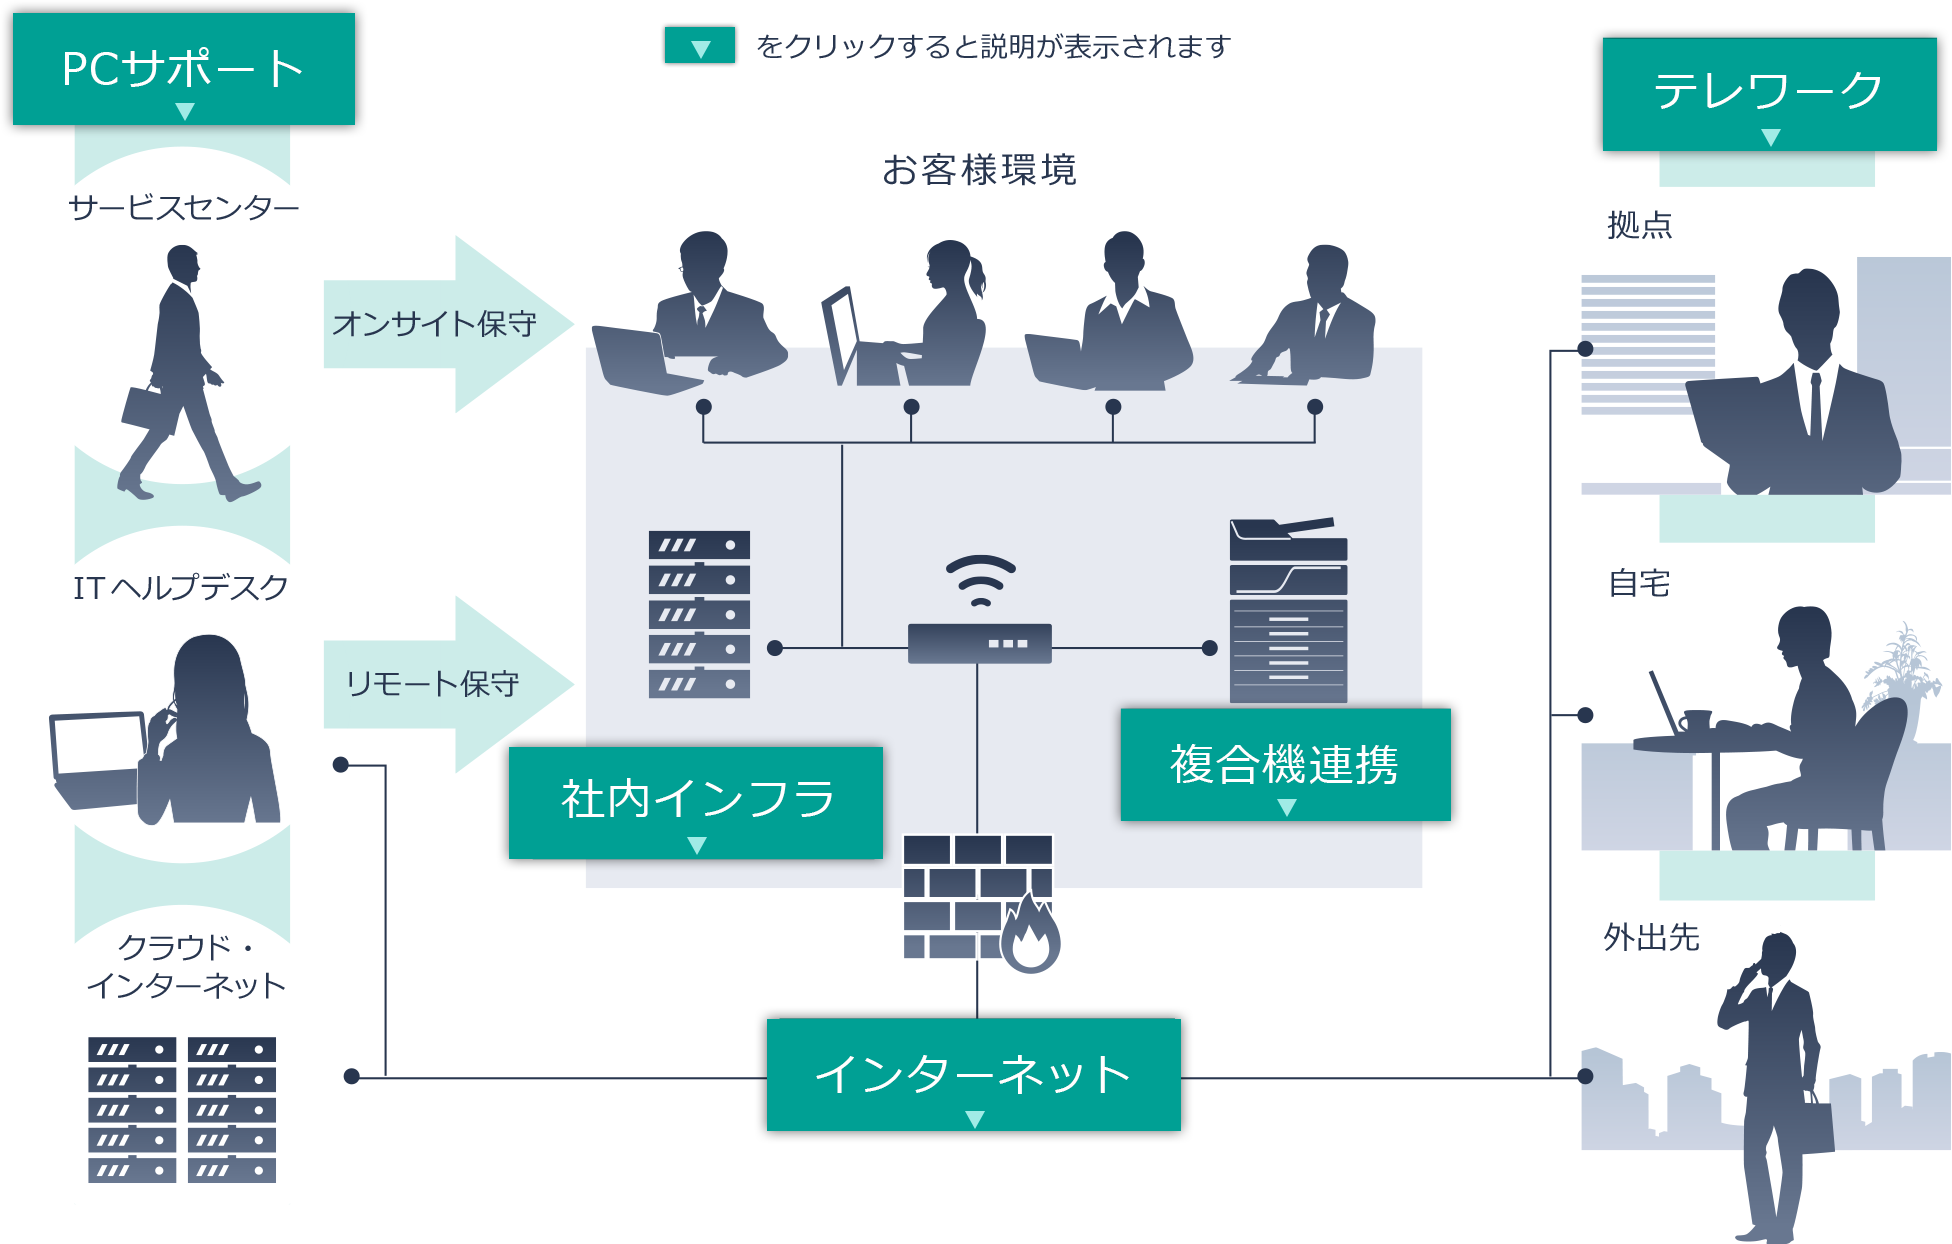 PCサポート
▼
▼ をクリックすると説明が表示されます
テレワーク
▼
サービスセンター
オンサイト保守
ITヘルプデスク
リモート保守
クラウド・
インターネット
お客様環境
社内インフラ
▼
複合機連携
▼
インターネット
▼
拠点
自宅
外出先